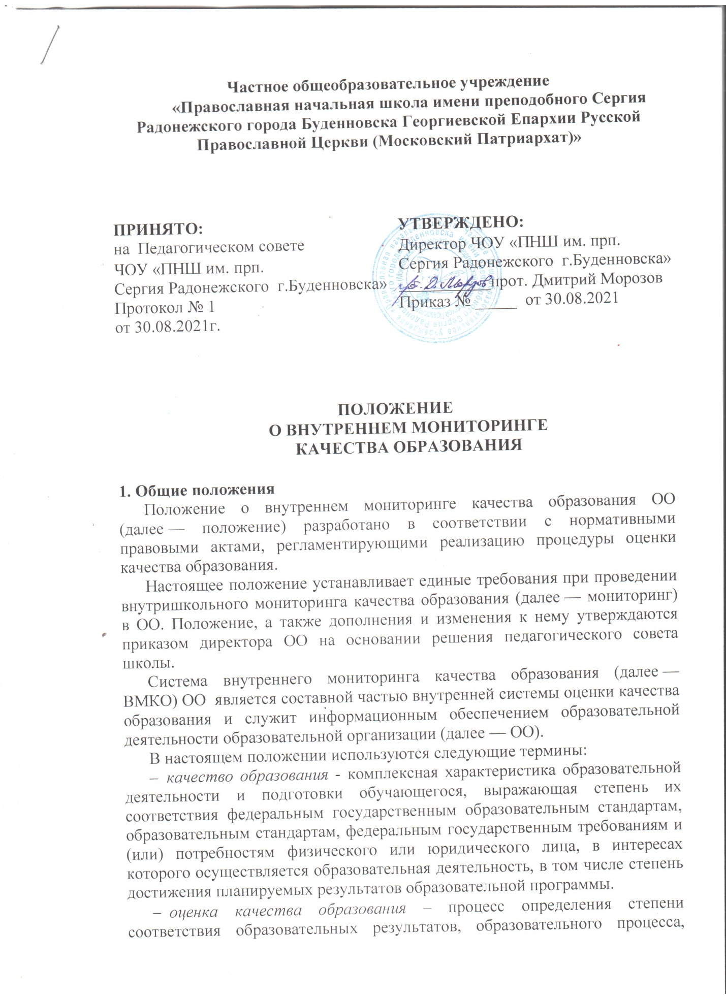 Частное общеобразовательное учреждение
«Православная начальная школа имени преподобного Сергия
Радонежского города Буденновска Георгиевской Епархии Русской
Православной Церкви (Московский Патриархат)»
ПРИНЯТО:
на Педагогическом совете
ЧОУ «ПНШ им. прп.
Сергия Радонежского г.Буденновска»
Протокол № 1
от 30.08.2021г.
УТВЕРЖДЕНО:
Директор ЧОУ «ПНШ им. прп.
Сергия Радонежского г.Буденновска»
прот. Д. Морозов прот. Дмитрий Морозов
Приказ № _____ от 30.08.2021
ПОЛОЖЕНИЕ
О ВНУТРЕННЕМ МОНИТОРИНГЕ
КАЧЕСТВА ОБРАЗОВАНИЯ
1. Общие положения
Положение о внутреннем мониторинге качества образования ОО
(далее — положение) разработано в соответствии с нормативными
правовыми актами, регламентирующими реализацию процедуры оценки
качества образования.
Настоящее положение устанавливает единые требования при проведении
внутришкольного мониторинга качества образования (далее — мониторинг)
в ОО. Положение, а также дополнения и изменения к нему утверждаются
приказом директора ОО на основании решения педагогического совета
школы.
Система внутреннего мониторинга качества образования (далее —
ВМКО) ОО является составной частью внутренней системы оценки качества
образования и служит информационным обеспечением образовательной
деятельности образовательной организации (далее — ОО).
В настоящем положении используются следующие термины:
– качество образования - комплексная характеристика образовательной
деятельности и подготовки обучающегося, выражающая степень их
соответствия федеральным государственным образовательным стандартам,
образовательным стандартам, федеральным государственным требованиям и
(или) потребностям физического или юридического лица, в интересах
которого осуществляется образовательная деятельность, в том числе степень
достижения планируемых результатов образовательной программы.
– оценка качества образования – процесс определения степени
соответствия образовательных результатов, образовательного процесса,